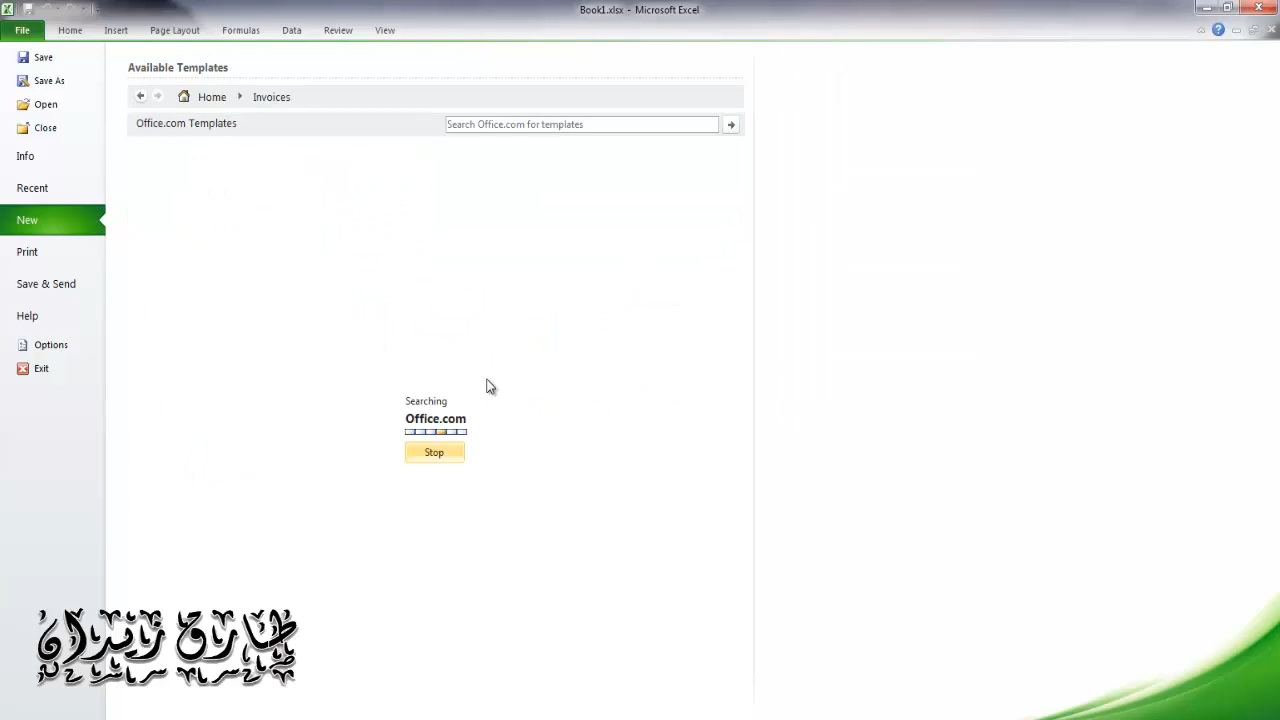 Book1.xlsx - Microsoft Excel
File Home Insert Page Layout Formulas Data Review View
Save
Save As
Open
Close
Info
Recent
New
Print
Save & Send
Help
Options
Exit
Available Templates
Home Invoices
Office.com Templates
Search Office.com for templates
Searching
Office.com
Stop
طارق زيدان